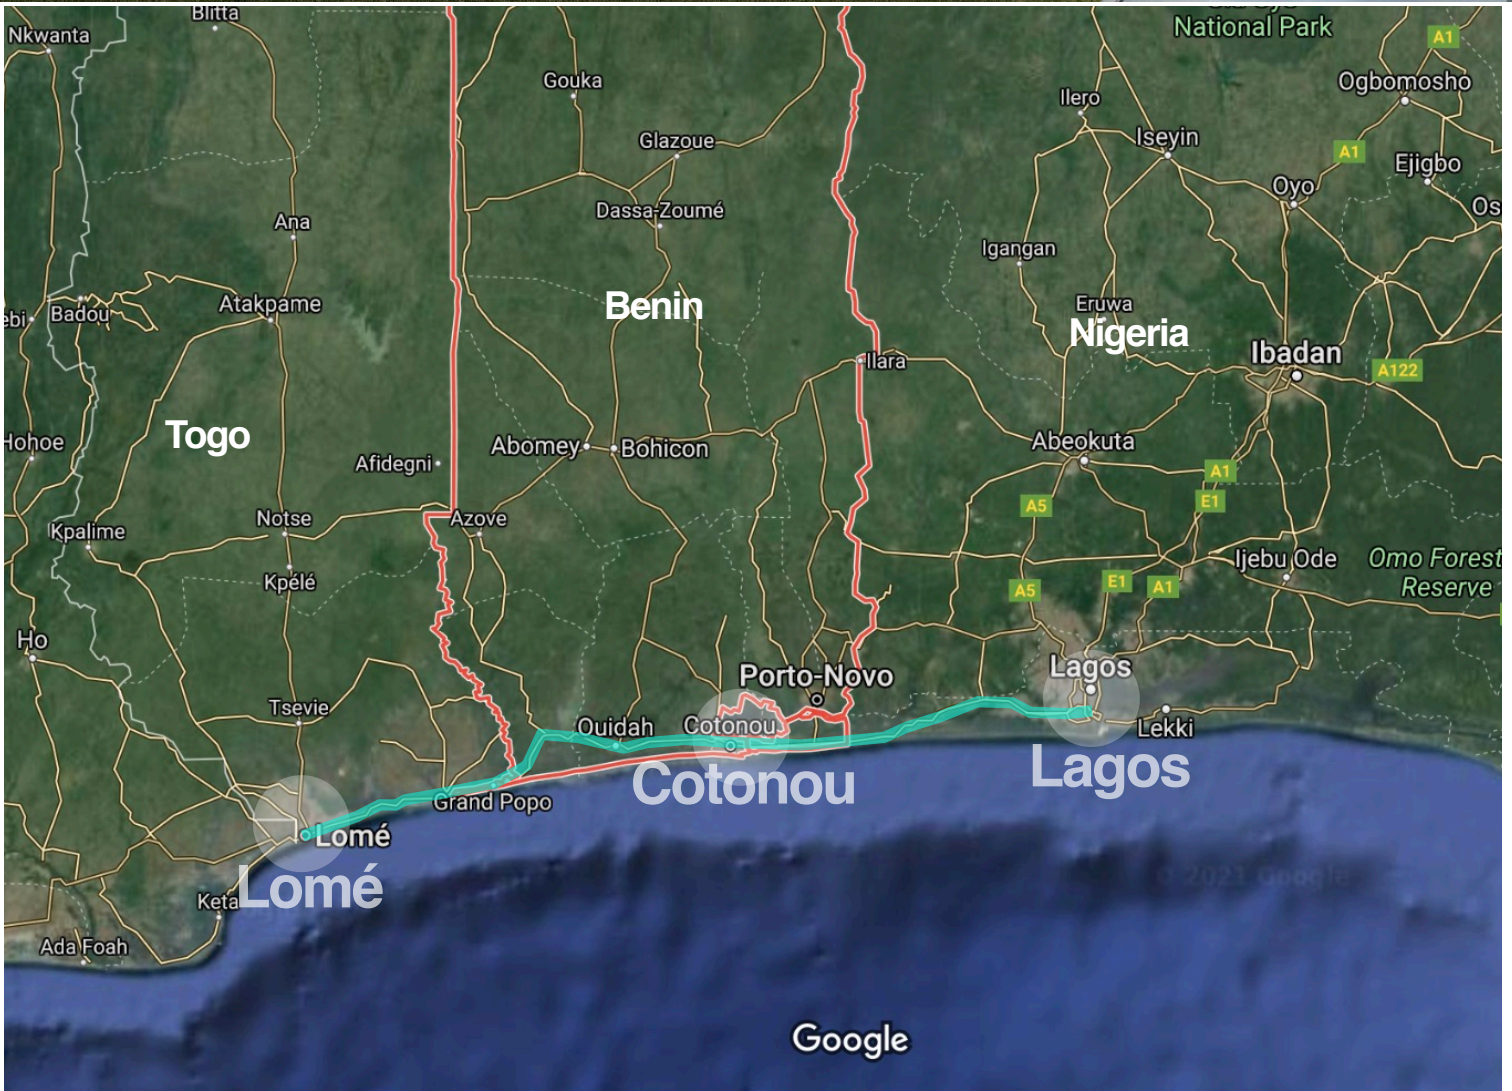 Blitta
National Park
Nkwanta
A1
Gouka
Ogbomosho
Ilero
Glazoue
Iseyin
A1
Ejigbo
Dassa-Zoumé
Oyo
Os
Ana
Igangan
Badou
Atakpame
Benin
Eruwa
ebi
Nigeria
Ibadan
Ilara
A122
Togo
Hohoe
Abomey
Bohicon
Abeokuta
Afidegni
A1
E1
A5
Kpalime
Notse
Azove
Ijebu Ode
Omo Forest
Reserve
Kpélé
A5
E1
A1
Ho
Porto-Novo
Lagos
Tsevie
Ouidah
Cotonou
Lekki
Cotonou
Lagos
Grand Popo
Lomé
Lomé
Keta
© 2021 Google
Ada Foah
Google